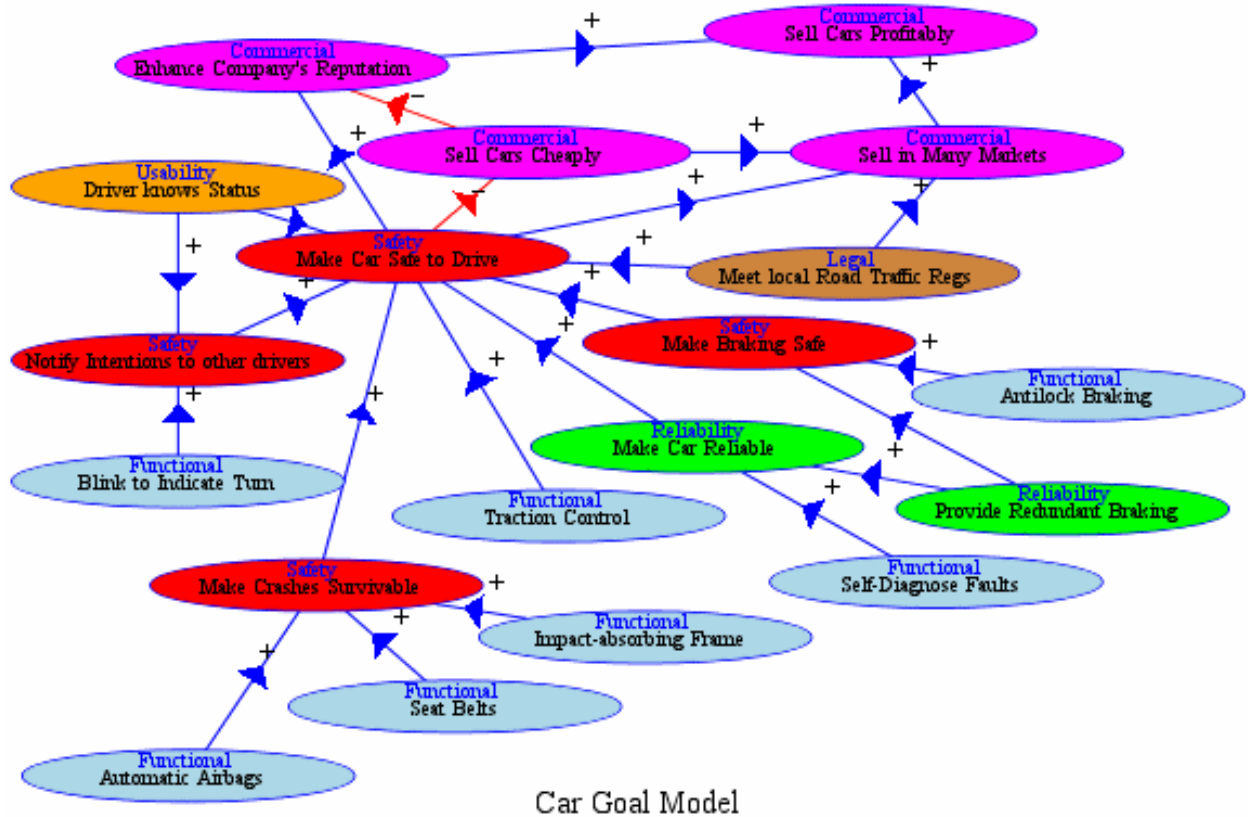 Commercial
Sell Cars Profitably
+
Commercial
Enhance Company's Reputation
+
-
+
Commercial
Sell Cars Cheaply
+
Commercial
Sell in Many Markets
Usability
Driver knows Status
+
+
-
+
+
Safety
Make Car Safe to Drive
+
Legal
Meet local Road Traffic Regs
+
+
+
Safety
Notify Intentions to other drivers
+
Safety
Make Braking Safe
+
Functional
Antilock Braking
+
+
+
Functional
Blink to Indicate Turn
Reliability
Make Car Reliable
+
+
Functional
Traction Control
Reliability
Provide Redundant Braking
+
Safety
Make Crashes Survivable
+
Functional
Self-Diagnose Faults
Functional
Impact-absorbing Frame
+
+
Functional
Seat Belts
Functional
Automatic Airbags
Car Goal Model